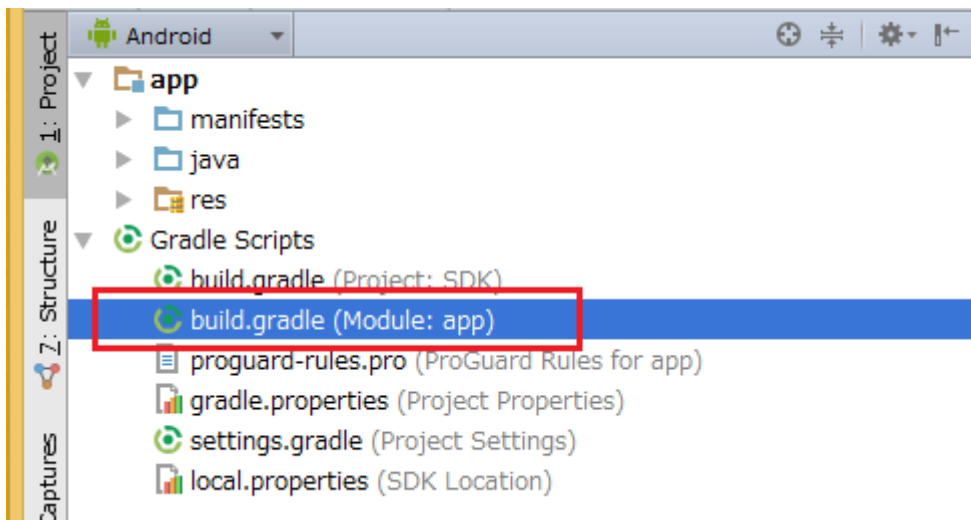 Android
1: Project
app
manifests
java
res
Gradle Scripts
7: Structure
build.gradle (Project: SDK)
build.gradle (Module: app)
proguard-rules.pro (ProGuard Rules for app)
gradle.properties (Project Properties)
Captures
settings.gradle (Project Settings)
local.properties (SDK Location)